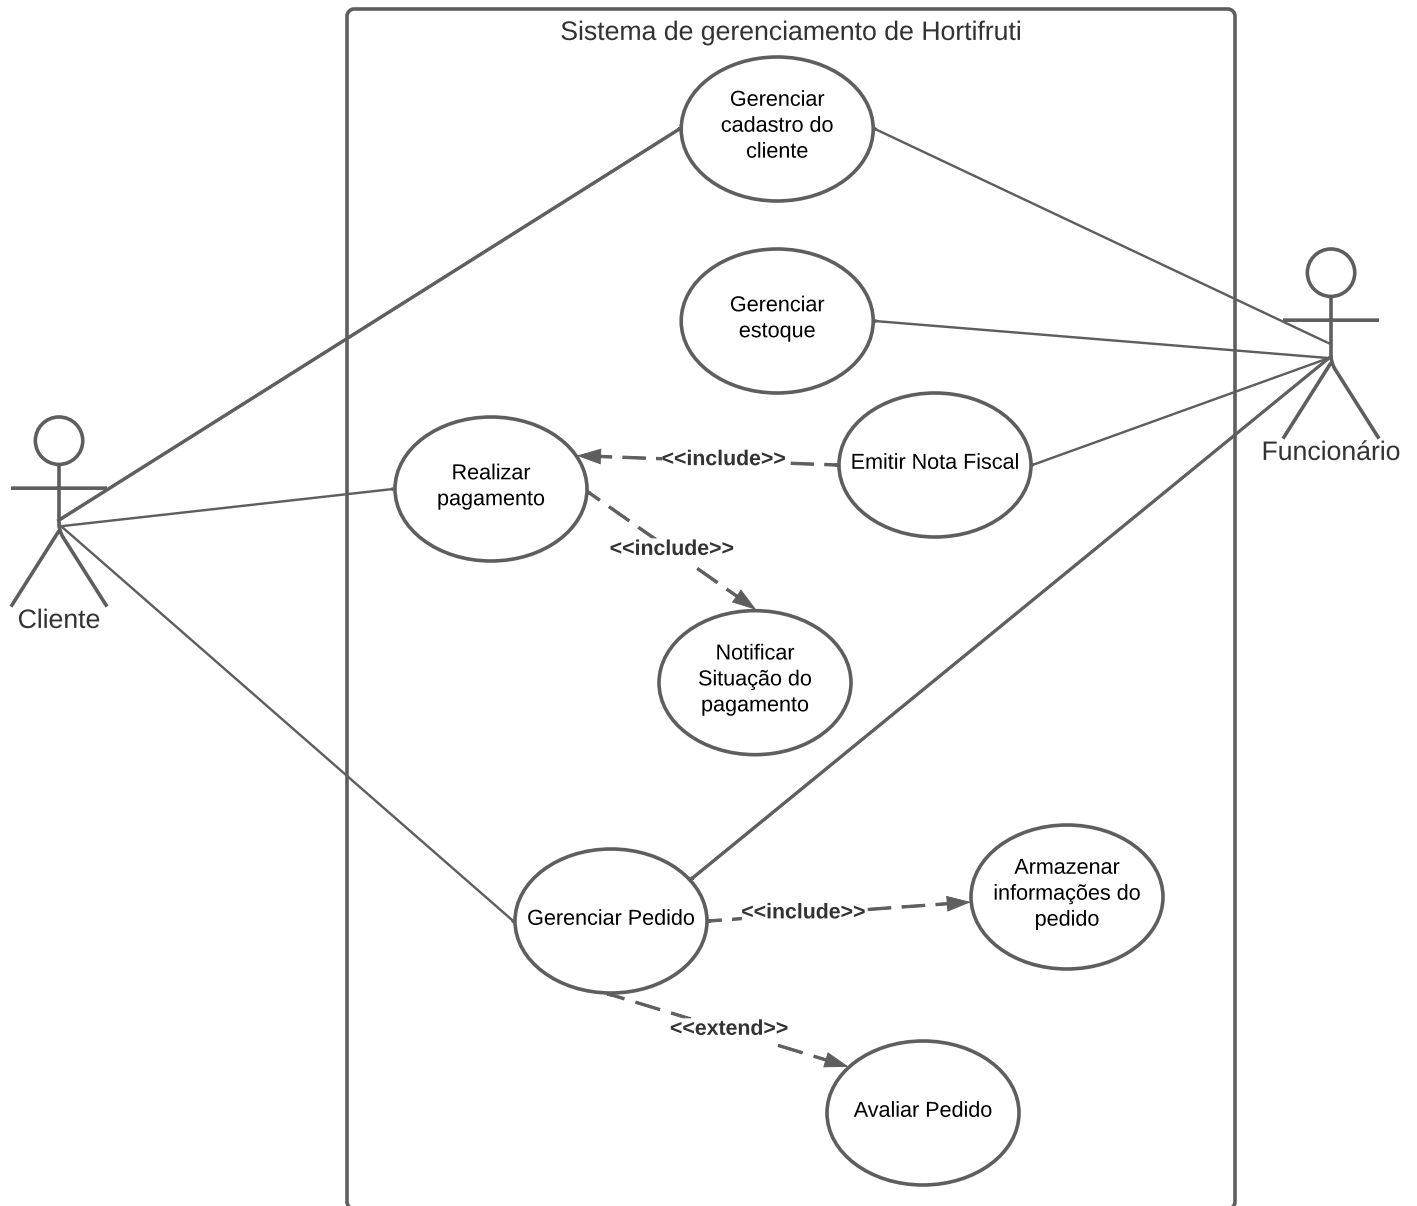 Sistema de gerenciamento de Hortifruti
Gerenciar
cadastro do
cliente
Gerenciar
estoque
Funcionário
Realizar
pagamento
<<include>>
Emitir Nota Fiscal
<<include>>
Cliente
Notificar
Situação do
pagamento
Gerenciar Pedido
<<include>>
Armazenar
informações do
pedido
<<extend>>
Avaliar Pedido